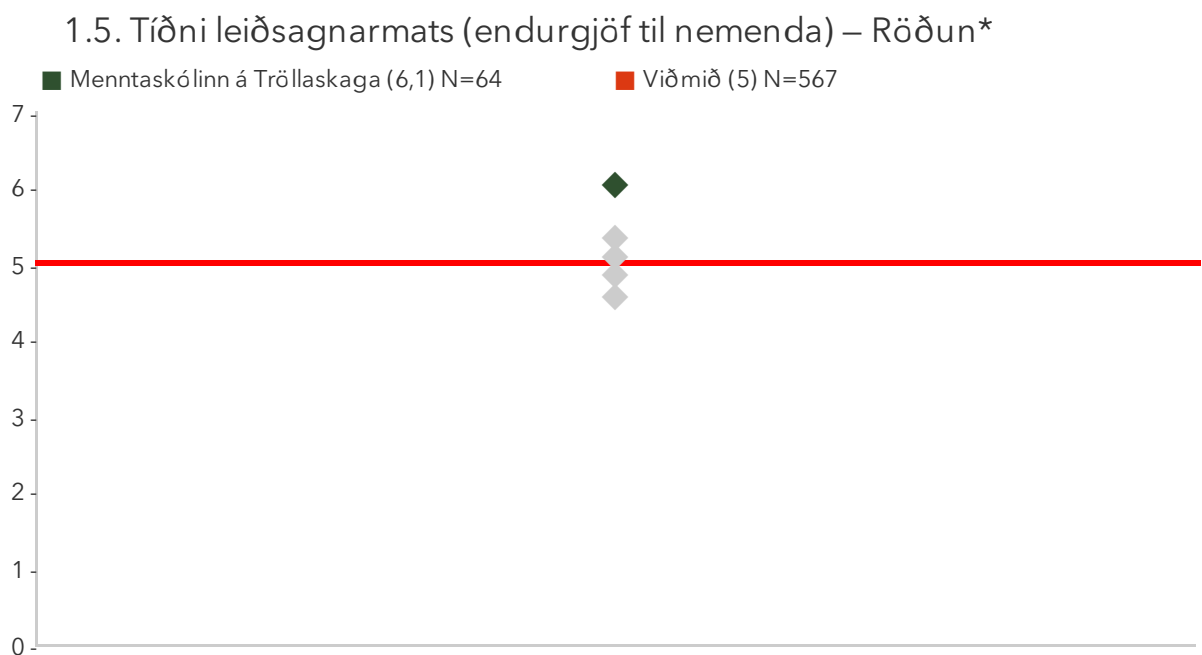 1.5. Tíðni leiðsagnarmats (endurgjöf til nemenda) – Röðun*
Menntaskólinn á Tröllaskaga (6,1) N=64
Viðmið (5) N=567
7
6
5
4
3
2
1
0